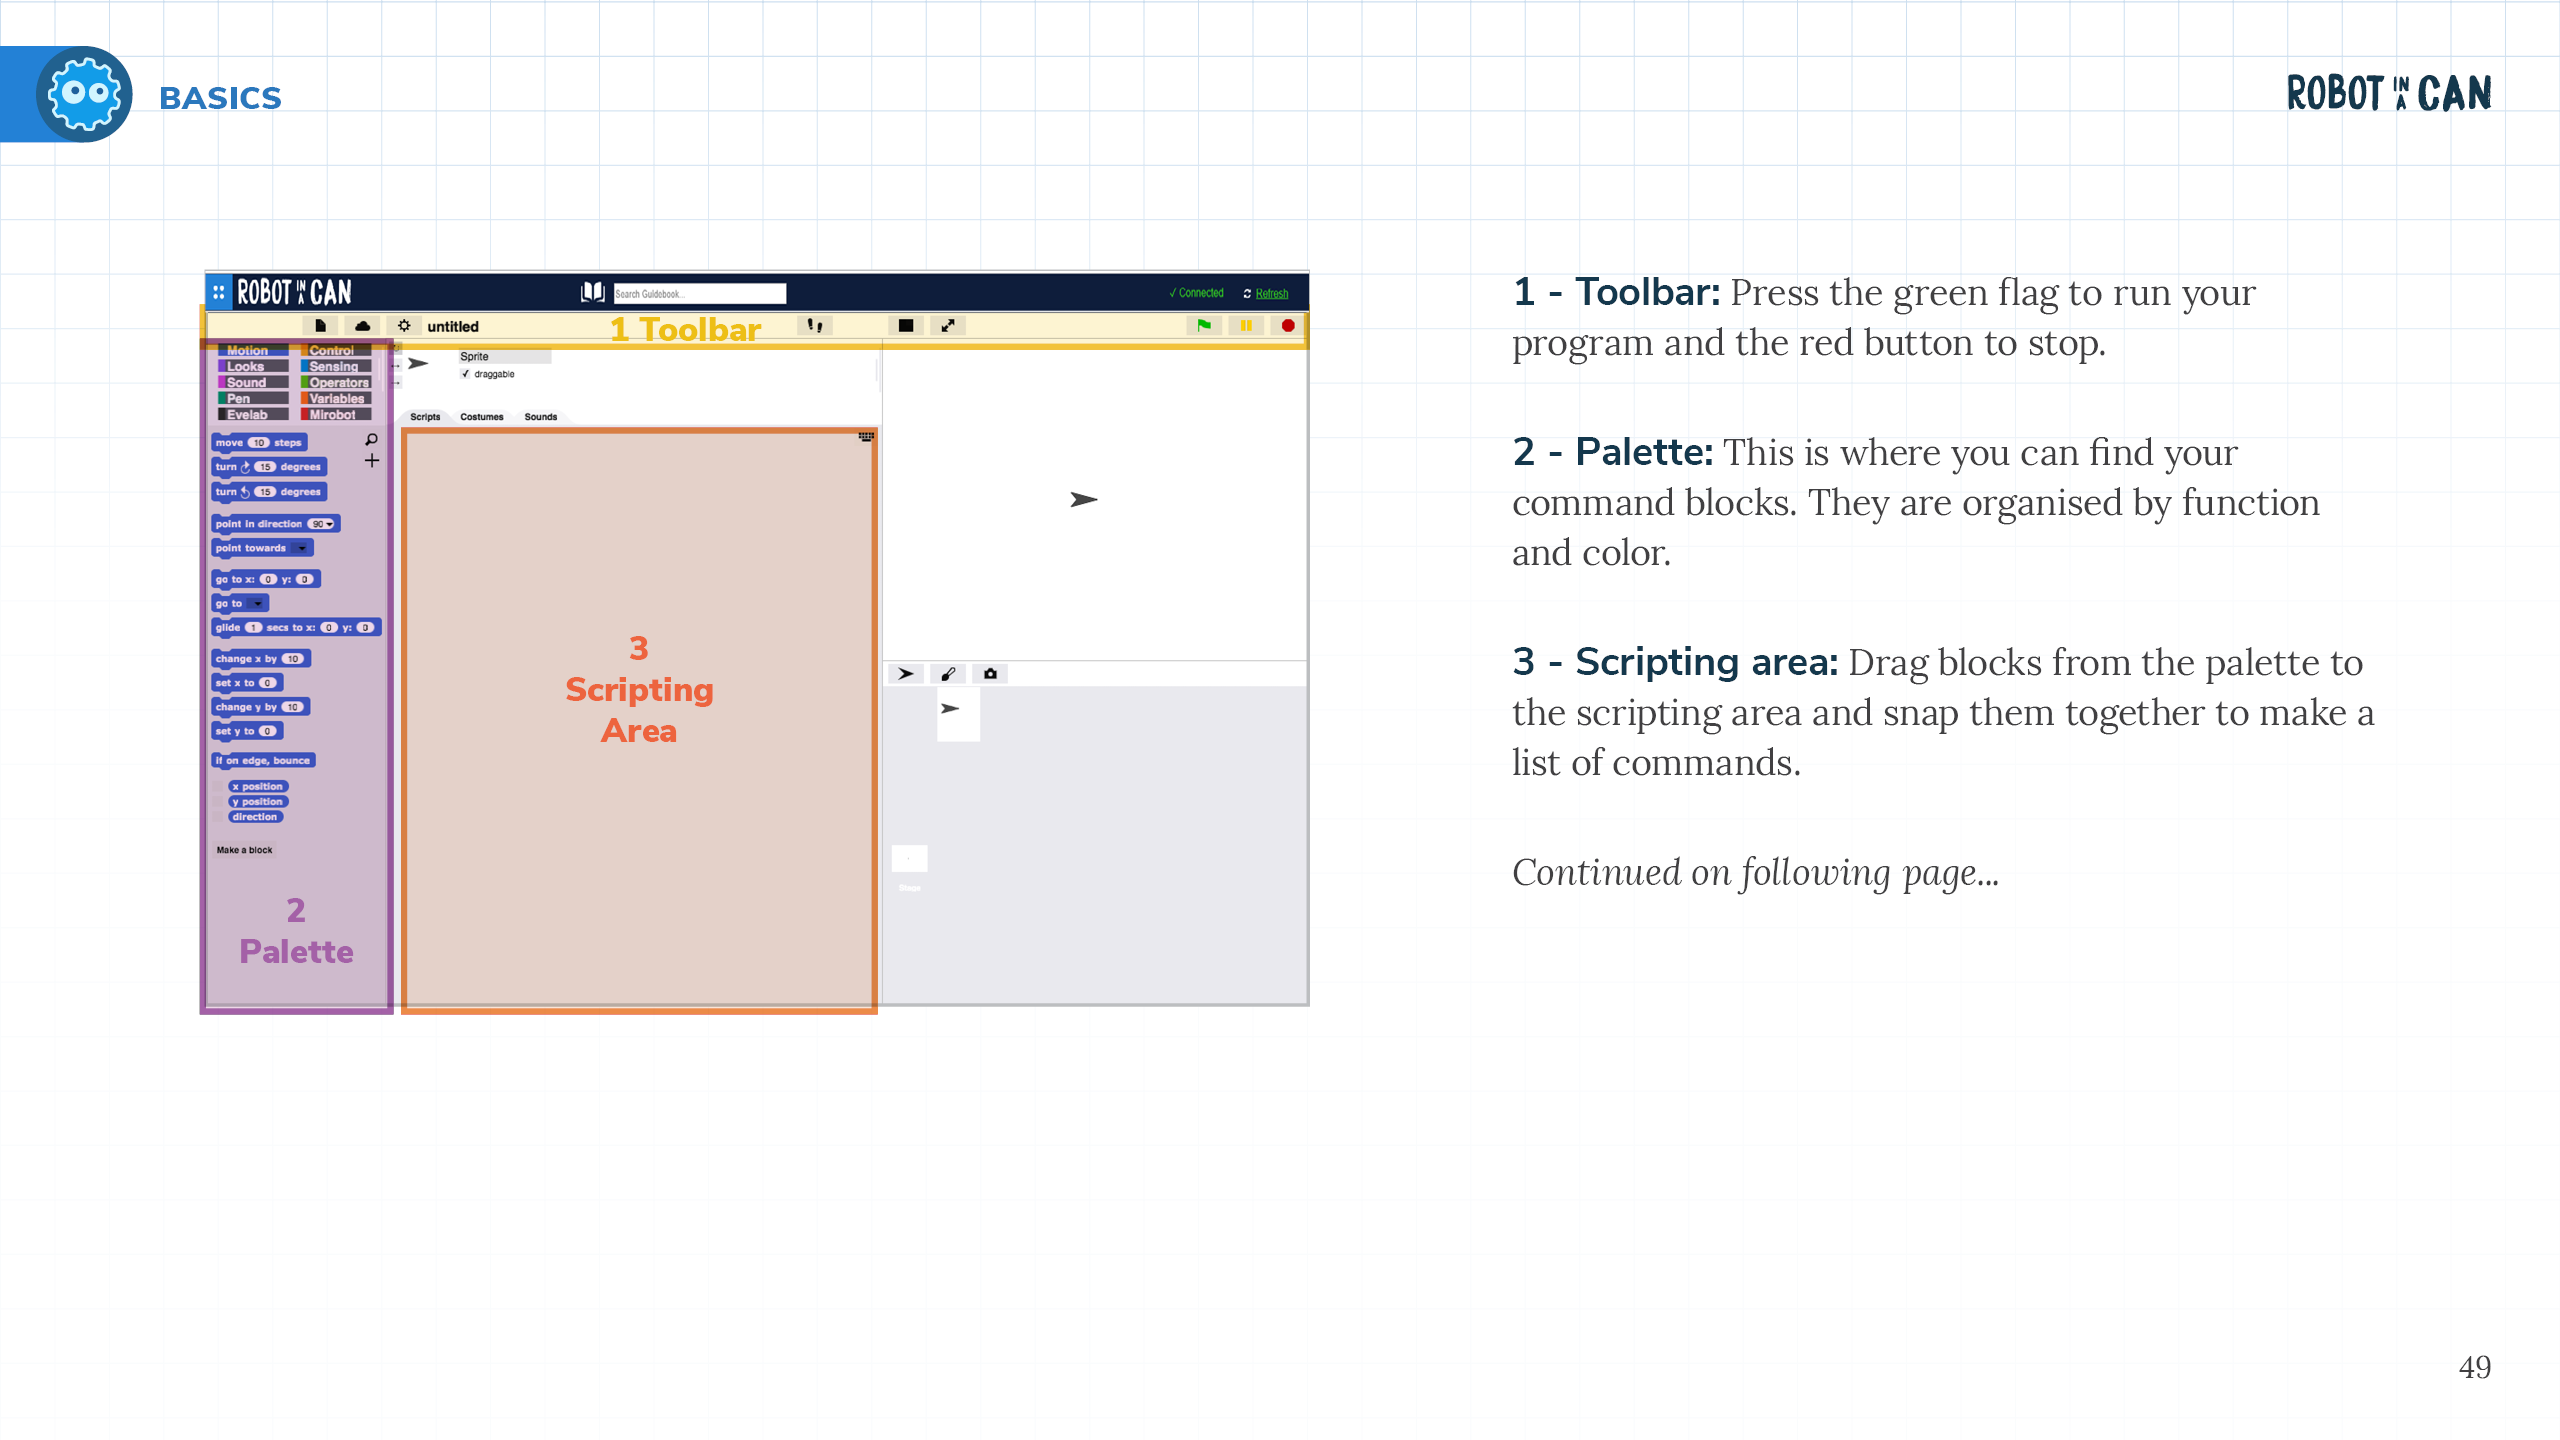 BASICS
ROBOT IN A CAN
ROBOT IN A CAN
Search Guidebook...
✓ Connected
Refresh
untitled
1 Toolbar
Motion
Control
Looks
Sensing
Sound
Operators
Pen
Variables
Eyelab
Mirobot
Sprite
draggable
Scripts
Costumes
Sounds
move 10 steps
turn 15 degrees
turn 15 degrees
point in direction 90
point towards
go to x: 0 y: 0
go to
glide 1 secs to x: 0 y: 0
change x by 10
set x to 0
change y by 10
set y to 0
if on edge, bounce
x position
y position
direction
Make a block
2
Palette
3
Scripting
Area
Stage
1 - Toolbar: Press the green flag to run your
program and the red button to stop.
2 - Palette: This is where you can find your
command blocks. They are organised by function
and color.
3 - Scripting area: Drag blocks from the palette to
the scripting area and snap them together to make a
list of commands.
Continued on following page...
49